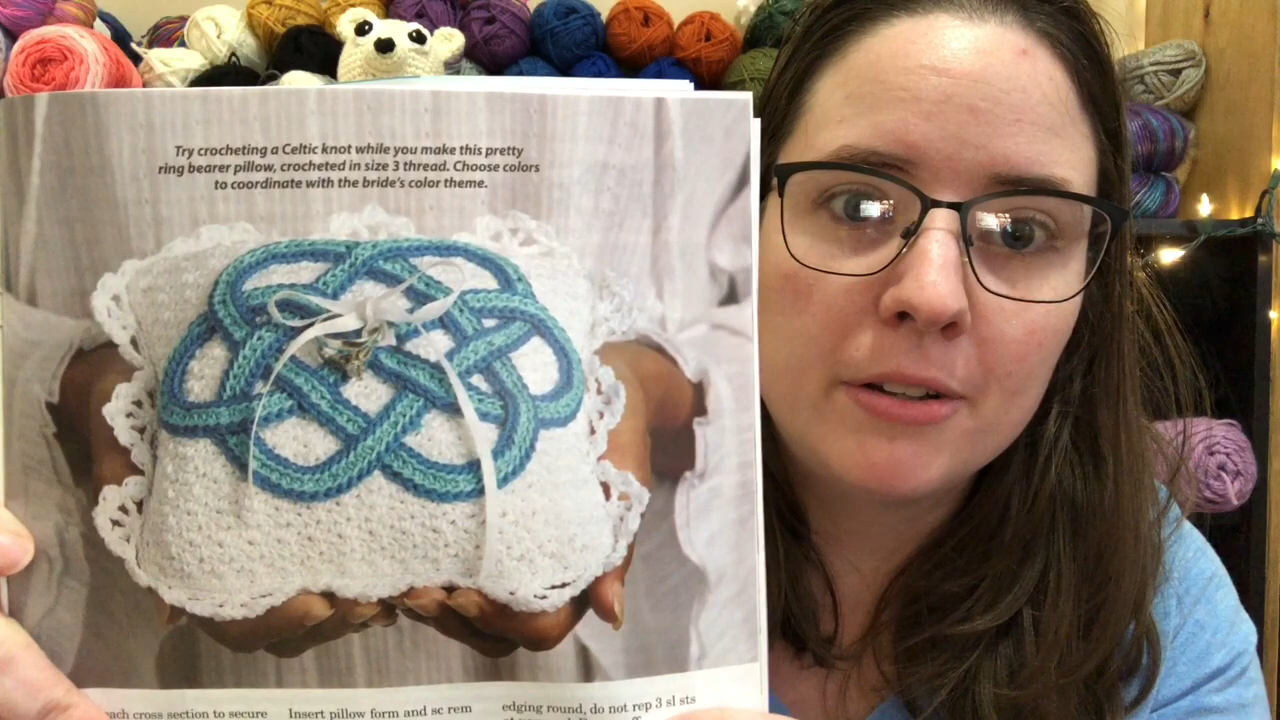 Try crocheting a Celtic knot while you make this pretty
ring bearer pillow, crocheted in size 3 thread. Choose colors
to coordinate with the bride's color theme.
each cross section to secure
Insert pillow form and sc rem
edging round, do not rep 3 sl sts